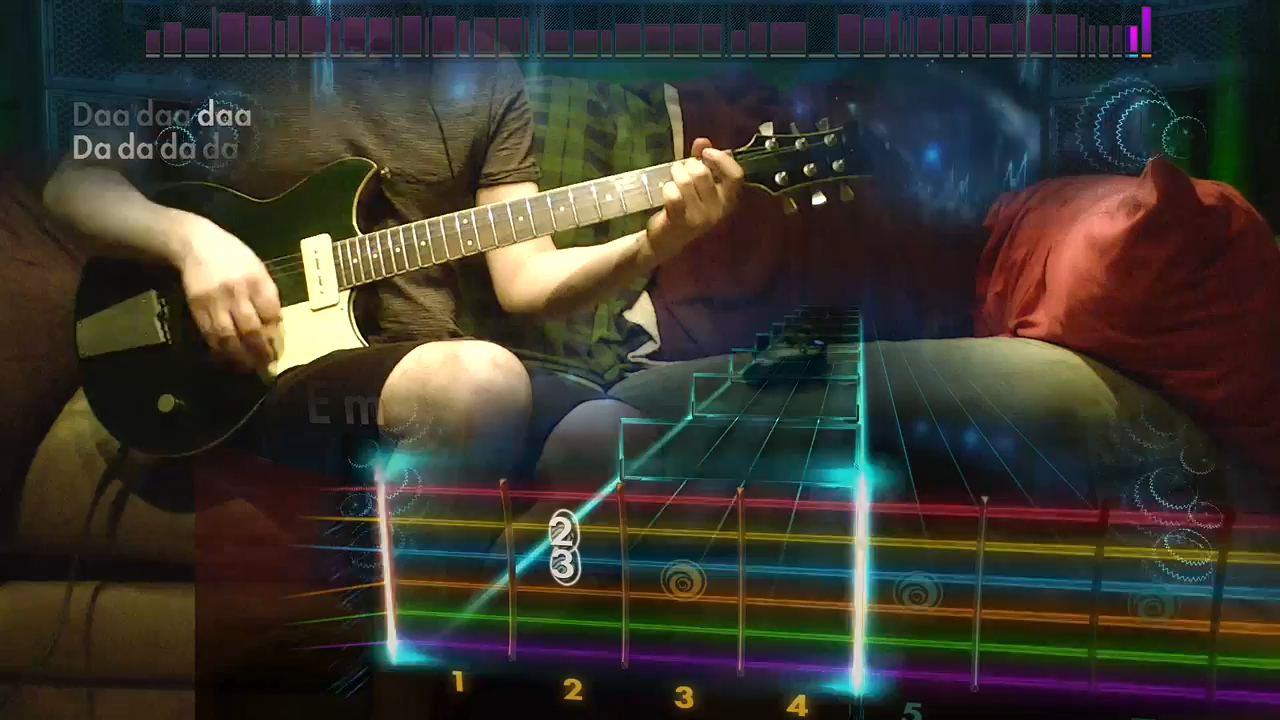 Daa daa daa
Da da da da
E m
2
3
1 2 3 4 5